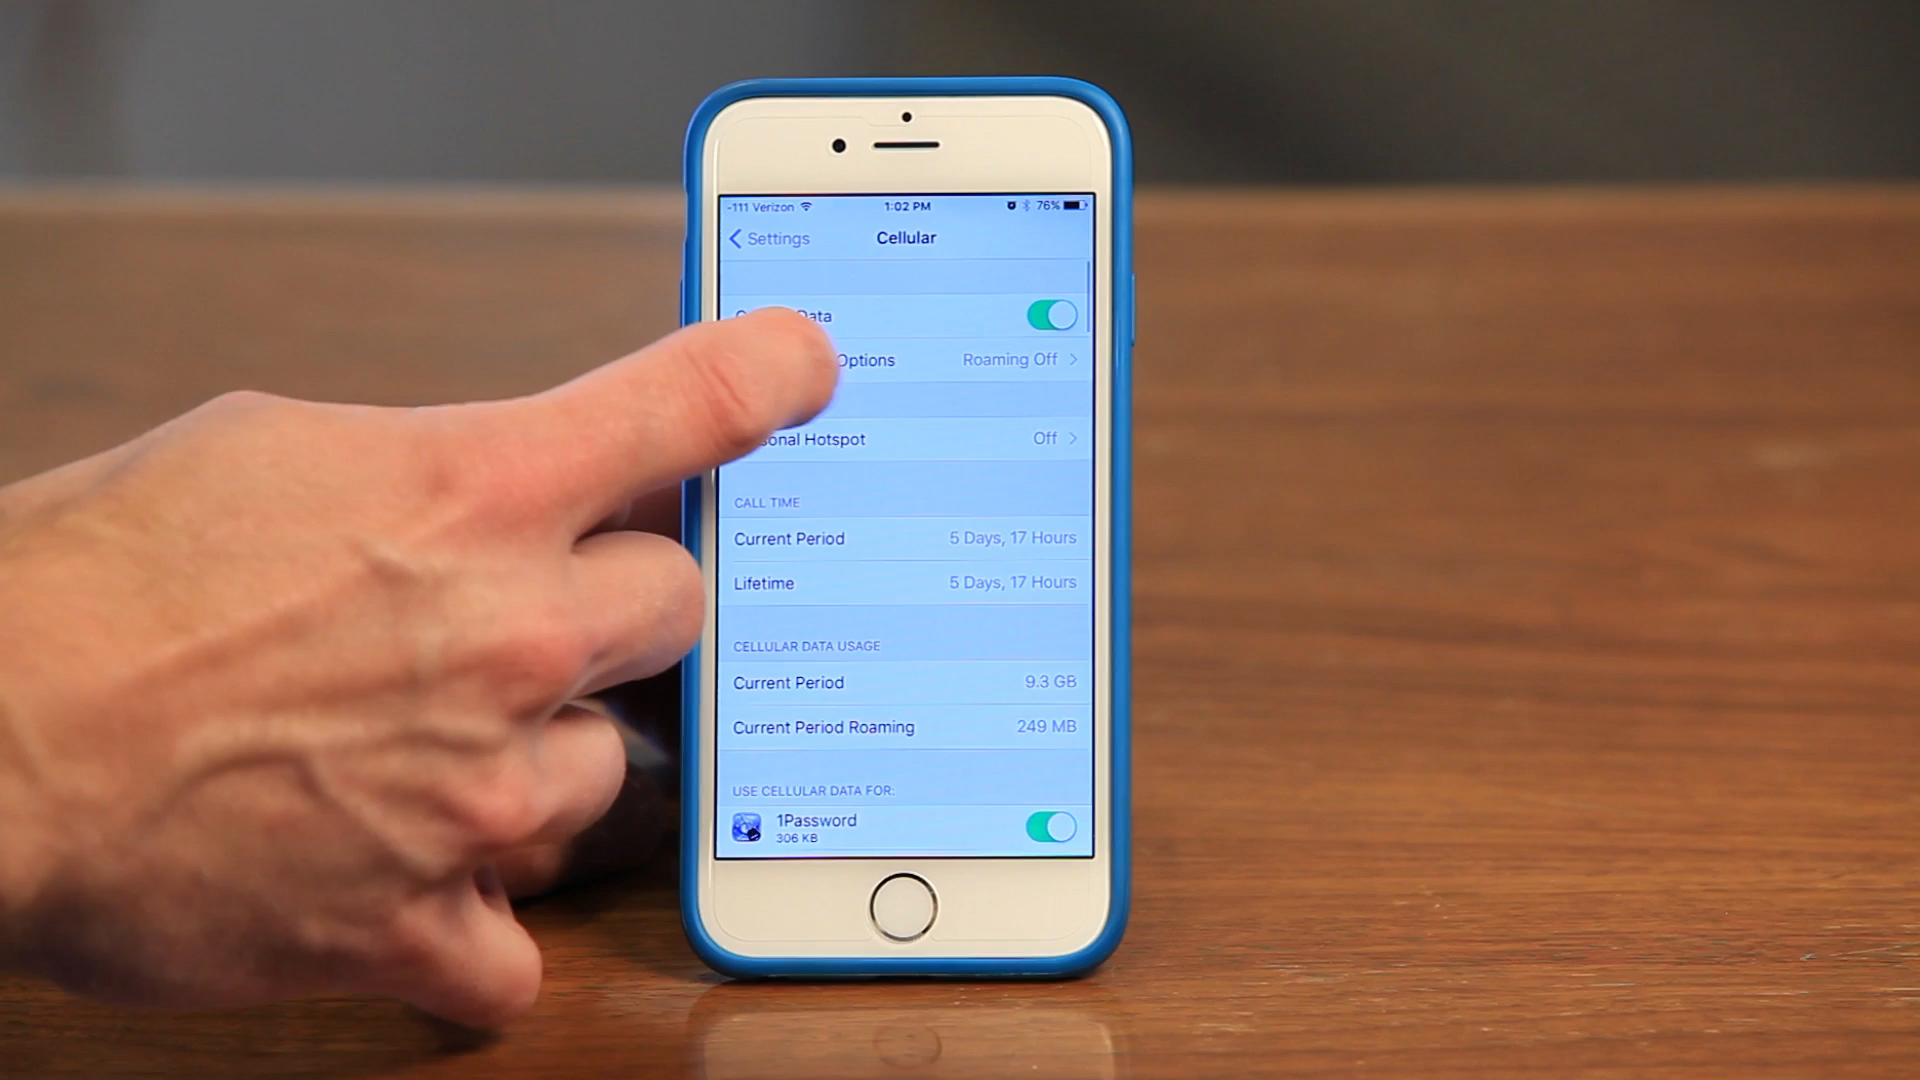 -111 Verizon 1:02 PM 76%
Settings Cellular
Data
Options Roaming Off
onal Hotspot Off
CALL TIME
Current Period 5 Days, 17 Hours
Lifetime 5 Days, 17 Hours
CELLULAR DATA USAGE
Current Period 9.3 GB
Current Period Roaming 249 MB
USE CELLULAR DATA FOR:
1Password
306 KB